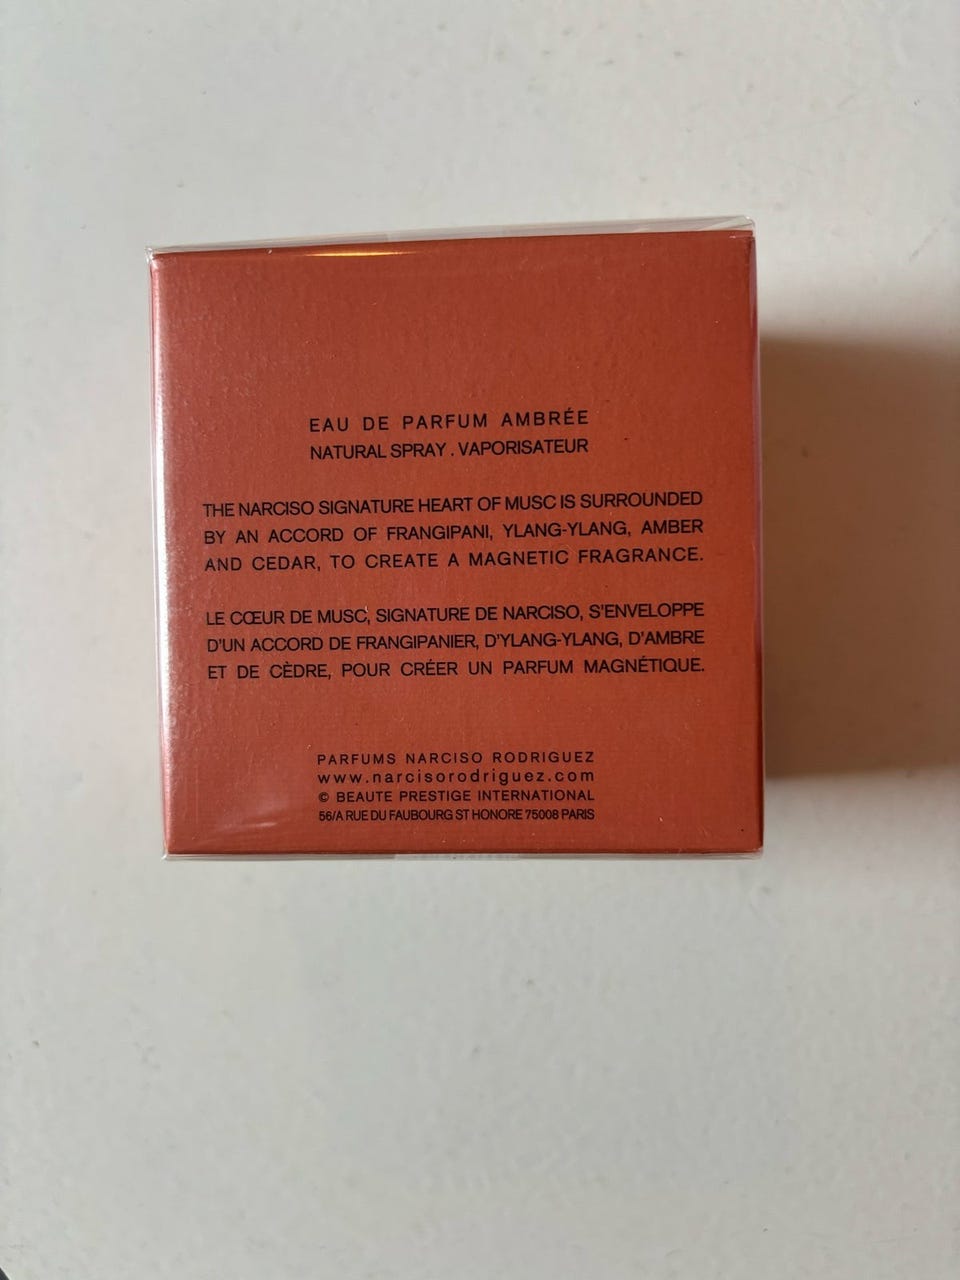 EAU DE PARFUM AMBRÉE
NATURAL SPRAY . VAPORISATEUR
THE NARCISO SIGNATURE HEART OF MUSC IS SURROUNDED
BY AN ACCORD OF FRANGIPANI, YLANG-YLANG, AMBER
AND CEDAR, TO CREATE A MAGNETIC FRAGRANCE.
LE CŒUR DE MUSC, SIGNATURE DE NARCISO, S'ENVELOPPE
D'UN ACCORD DE FRANGIPANIER, D'YLANG-YLANG, D'AMBRE
ET DE CÈDRE, POUR CRÉER UN PARFUM MAGNÉTIQUE.
PARFUMS NARCISO RODRIGUEZ
www.narcisorodriguez.com
© BEAUTE PRESTIGE INTERNATIONAL
56/A RUE DU FAUBOURG ST HONORE 75008 PARIS